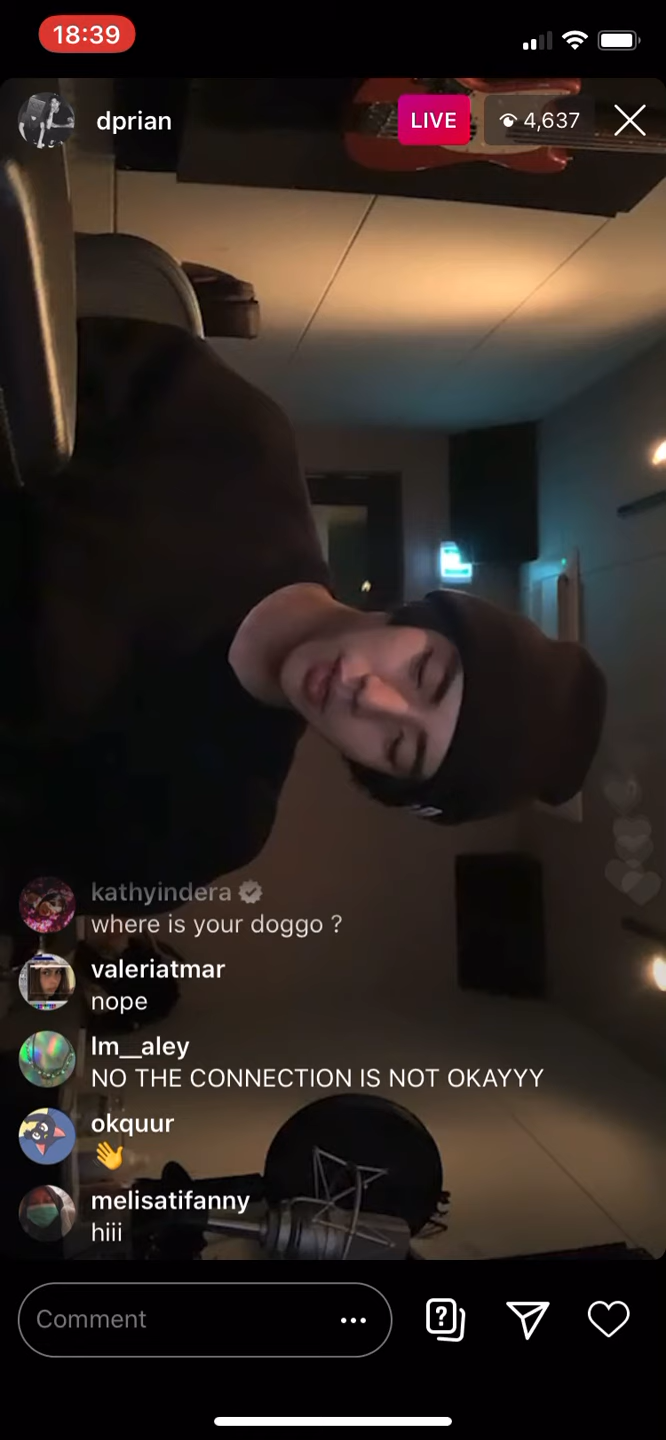 18:39
dprian
LIVE
4,637
kathyindera
where is your doggo ?
valeriatmar
nope
lm__aley
NO THE CONNECTION IS NOT OKAYYY
okquur
👋
melisatifanny
hiii
Comment